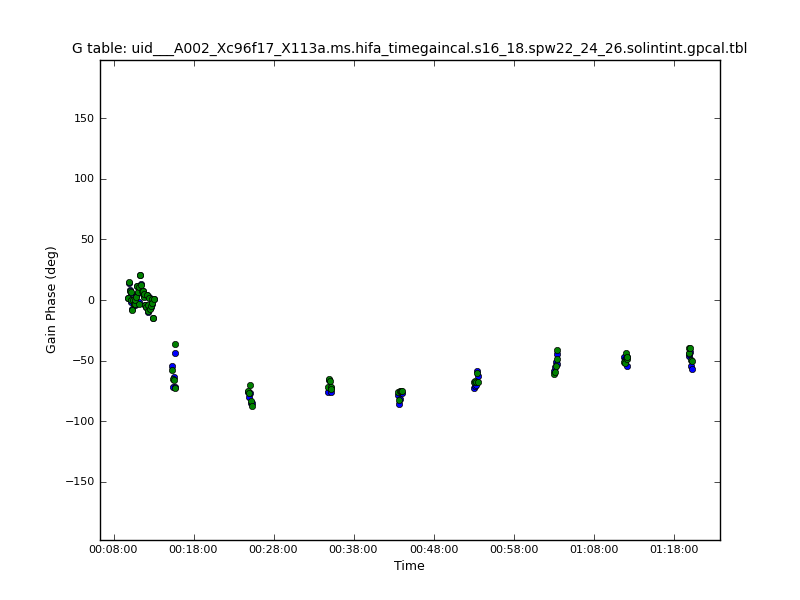 G table: uid___A002_Xc96f17_X113a.ms.hifa_timegaincal.s16_18.spw22_24_26.solintint.gpcal.tbl
150
100
50
0
−50
−100
−150
Gain Phase (deg)
00:08:00 00:18:00 00:28:00 00:38:00 00:48:00 00:58:00 01:08:00 01:18:00
Time